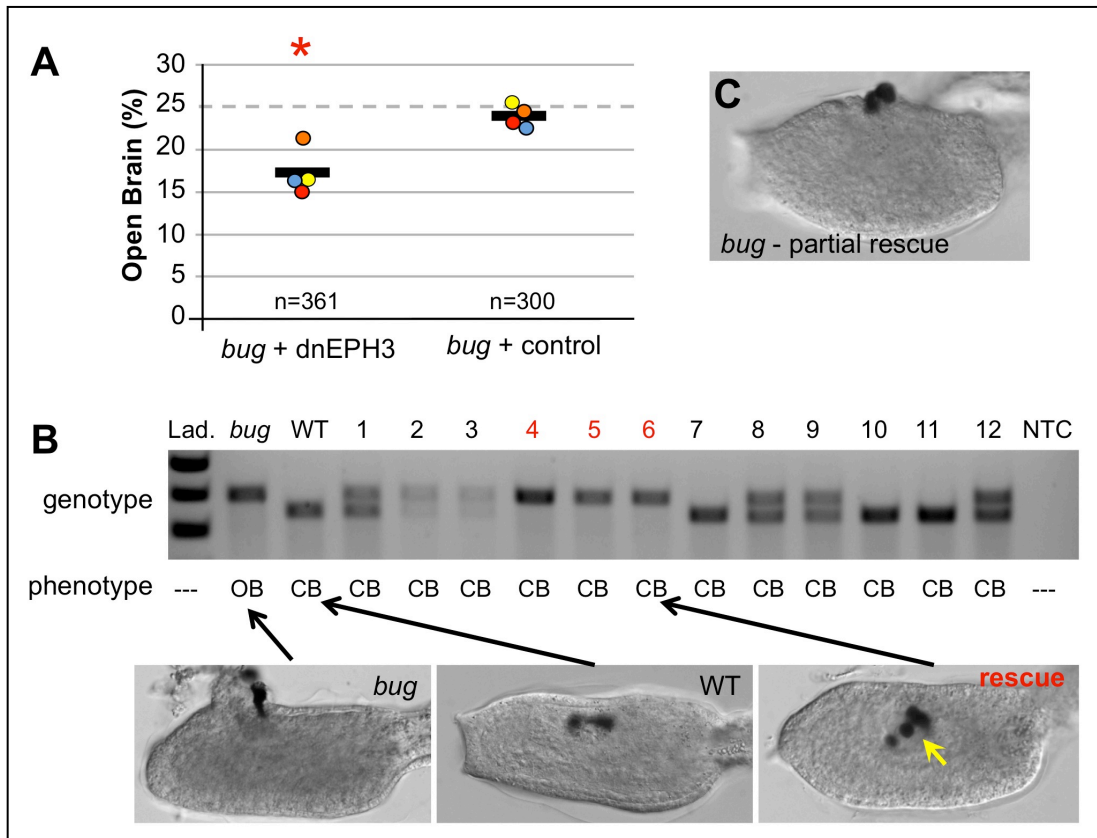 A
*
30
25
20
15
10
5
0
Open Brain (%)
n=361
n=300
bug + dnEPH3
bug + control
C
bug - partial rescue
B
Lad. bug WT 1 2 3 4 5 6 7 8 9 10 11 12 NTC
genotype
phenotype --- OB CB CB CB CB CB CB CB CB CB CB CB CB CB ---
bug
WT
rescue